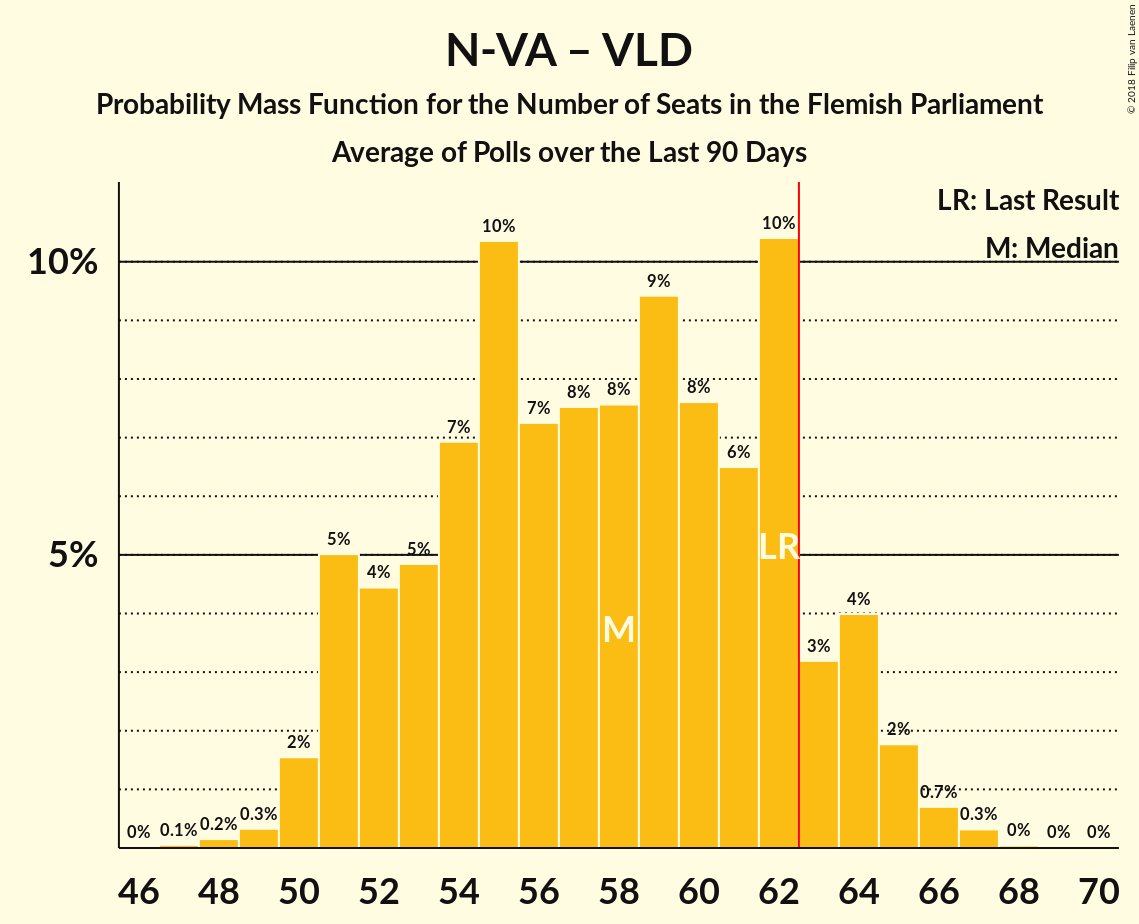 N-VA – VLD
Probability Mass Function for the Number of Seats in the Flemish Parliament
Average of Polls over the Last 90 Days
© 2018 Filip van Laenen
LR: Last Result
M: Median
10%
5%
0% 0.1% 0.2% 0.3% 2% 5% 4% 5% 7% 10% 7% 8% 8% 9% 8% 6% 10% 3% 4% 2% 0.7% 0.3% 0% 0% 0%
LR
M
46 48 50 52 54 56 58 60 62 64 66 68 70